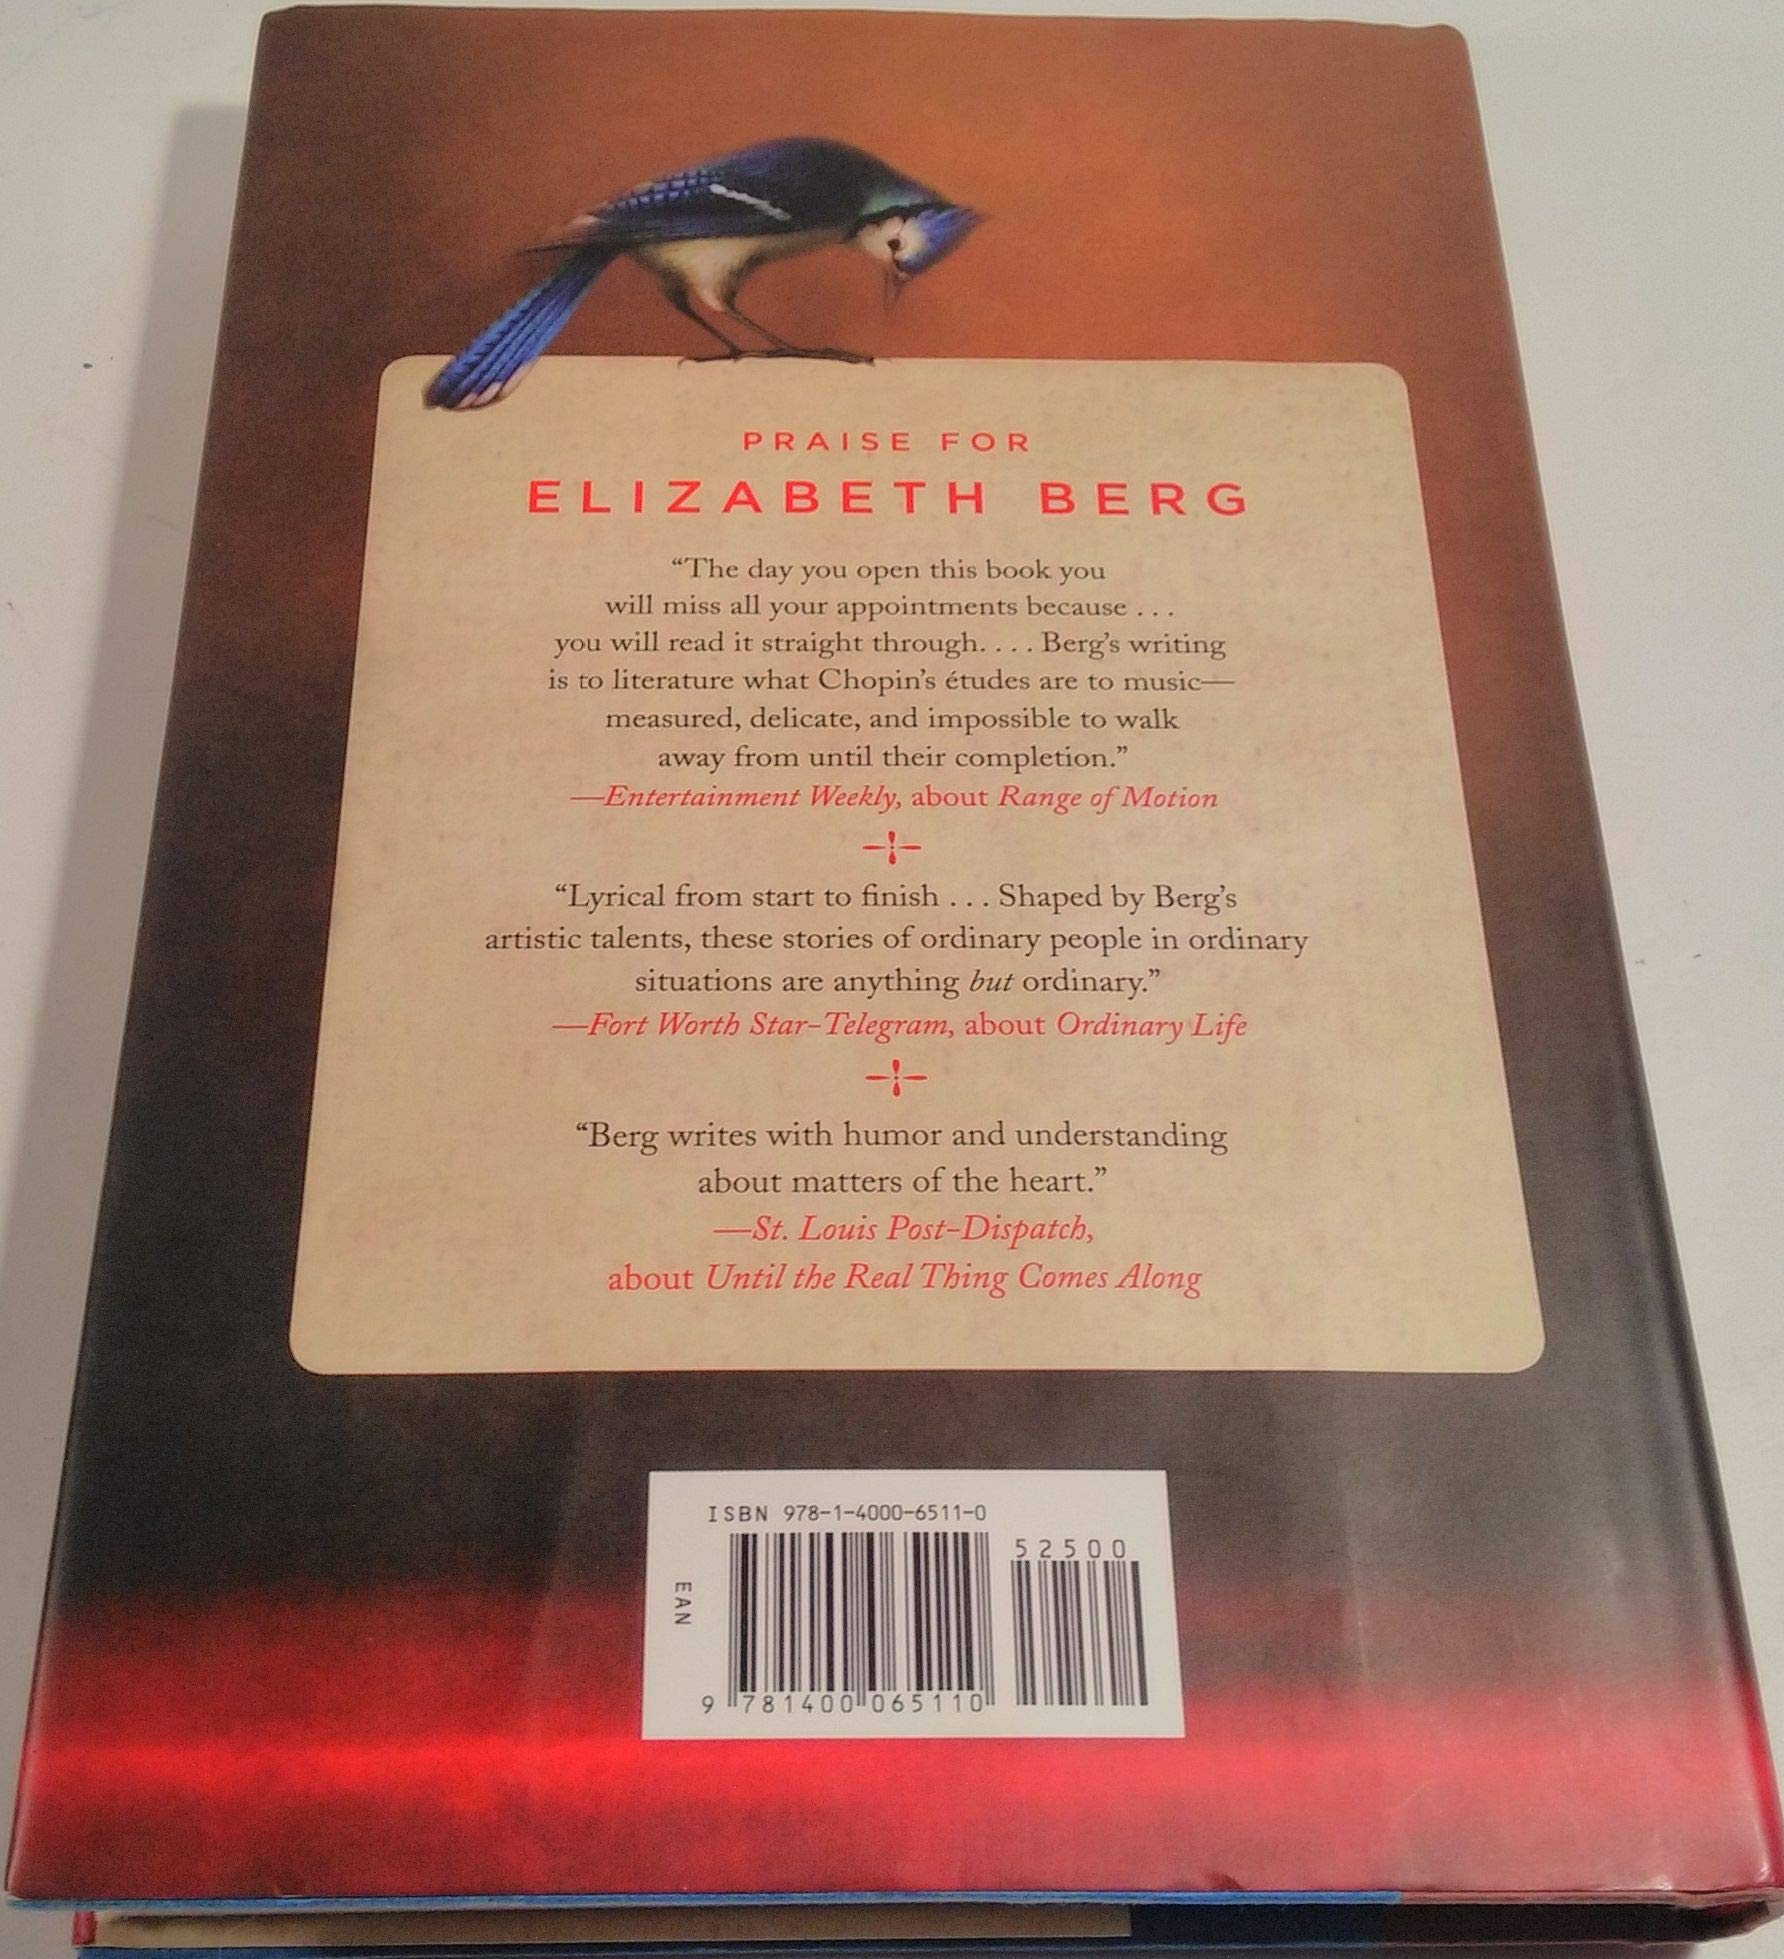 PRAISE FOR
ELIZABETH BERG
“The day you open this book you
will miss all your appointments because . . .
you will read it straight through. . . . Berg’s writing
is to literature what Chopin’s études are to music—
measured, delicate, and impossible to walk
away from until their completion.”
—Entertainment Weekly, about Range of Motion
“Lyrical from start to finish . . . Shaped by Berg’s
artistic talents, these stories of ordinary people in ordinary
situations are anything but ordinary.”
—Fort Worth Star-Telegram, about Ordinary Life
“Berg writes with humor and understanding
about matters of the heart.”
—St. Louis Post-Dispatch,
about Until the Real Thing Comes Along
ISBN 978-1-4000-6511-0
52500
EAN
9 781400 065110